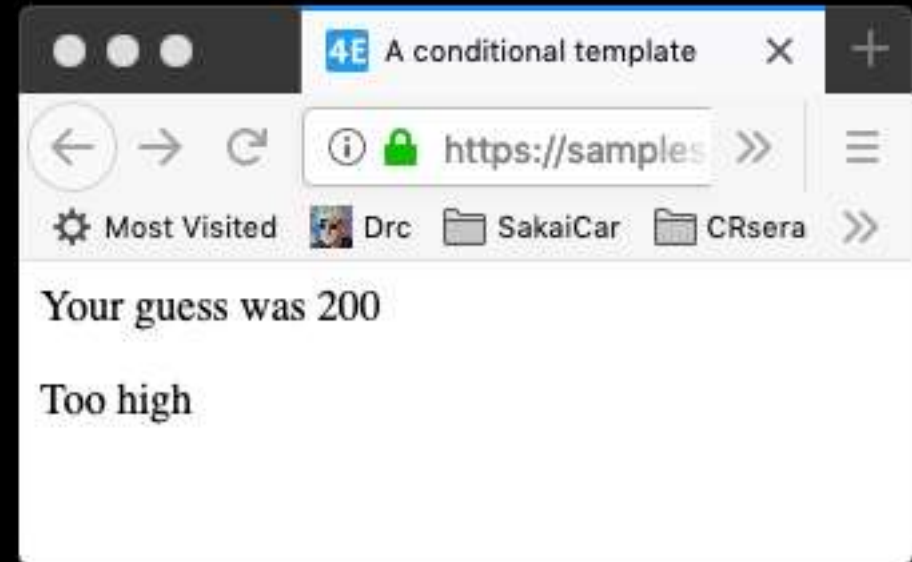 4E A conditional template
https://samples
Most Visited Drc SakaiCar CRsera
Your guess was 200
Too high